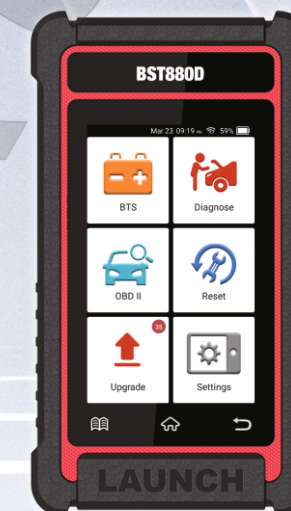 BST880D
Mar 23 09:19 59%
BTS
Diagnose
OBD II
Reset
35
Upgrade
Settings
LAUNCH